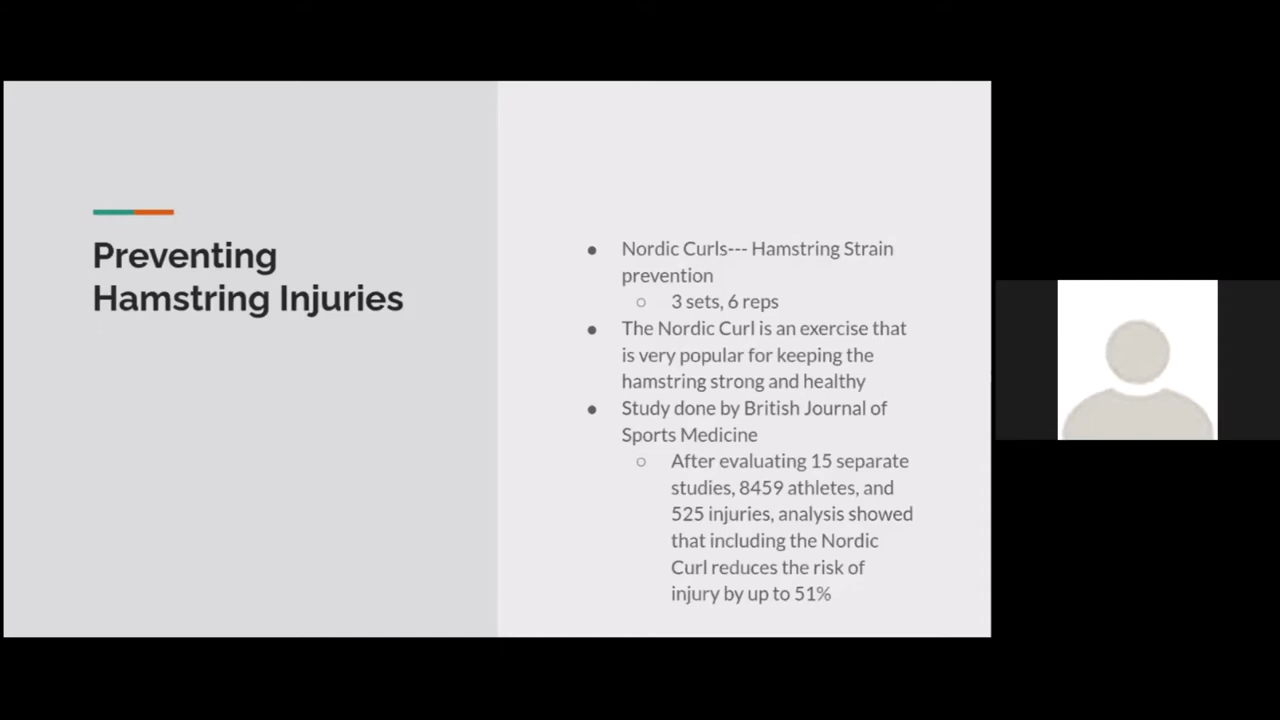 Preventing
Hamstring Injuries
● Nordic Curls--- Hamstring Strain
prevention
○ 3 sets, 6 reps
● The Nordic Curl is an exercise that
is very popular for keeping the
hamstring strong and healthy
● Study done by British Journal of
Sports Medicine
○ After evaluating 15 separate
studies, 8459 athletes, and
525 injuries, analysis showed
that including the Nordic
Curl reduces the risk of
injury by up to 51%